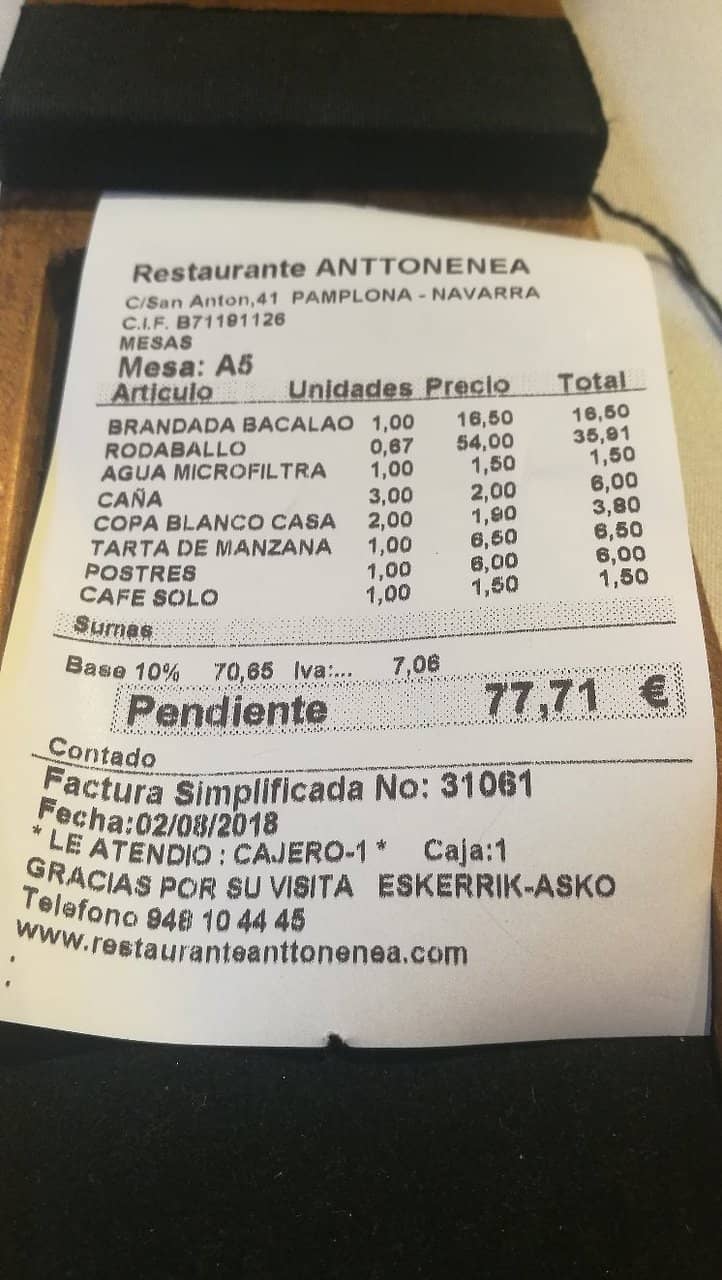 Restaurante ANTTONENEA
C/San Anton,41 PAMPLONA - NAVARRA
C.I.F. B71191126
MESAS
Mesa: A5
Articulo Unidades Precio Total
BRANDADA BACALAO 1,00 16,50 16,50
RODABALLO 0,67 54,00 35,91
AGUA MICROFILTRA 1,00 1,50 1,50
CAÑA 3,00 2,00 6,00
COPA BLANCO CASA 2,00 1,90 3,80
TARTA DE MANZANA 1,00 6,50 6,50
POSTRES 1,00 6,00 6,00
CAFE SOLO 1,00 1,50 1,50
Sumas
Base 10% 70,65 Iva:... 7,06
Pendiente 77,71 €
Contado
Factura Simplificada No: 31061
Fecha:02/08/2018
* LE ATENDIO : CAJERO-1 * Caja:1
GRACIAS POR SU VISITA ESKERRIK-ASKO
Telefono 948 10 44 45
www.restauranteanttonenea.com